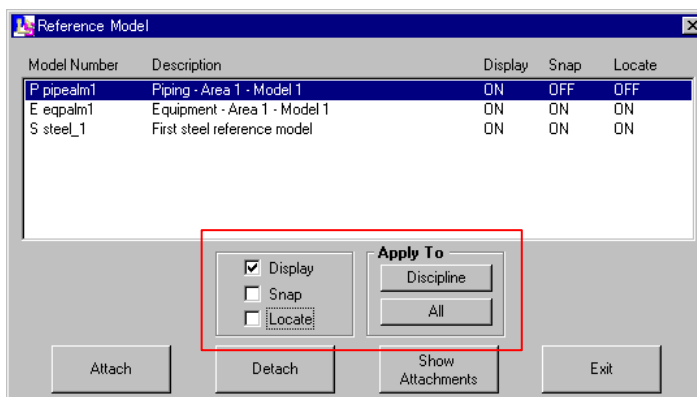 Reference Model
Model Number Description Display Snap Locate
P pipealm1 Piping - Area 1 - Model 1 ON OFF OFF
E eqpalm1 Equipment - Area 1 - Model 1 ON ON ON
S steel_1 First steel reference model ON ON ON
Display
Snap
Locate
Apply To
Discipline
All
Attach Detach Show Attachments Exit